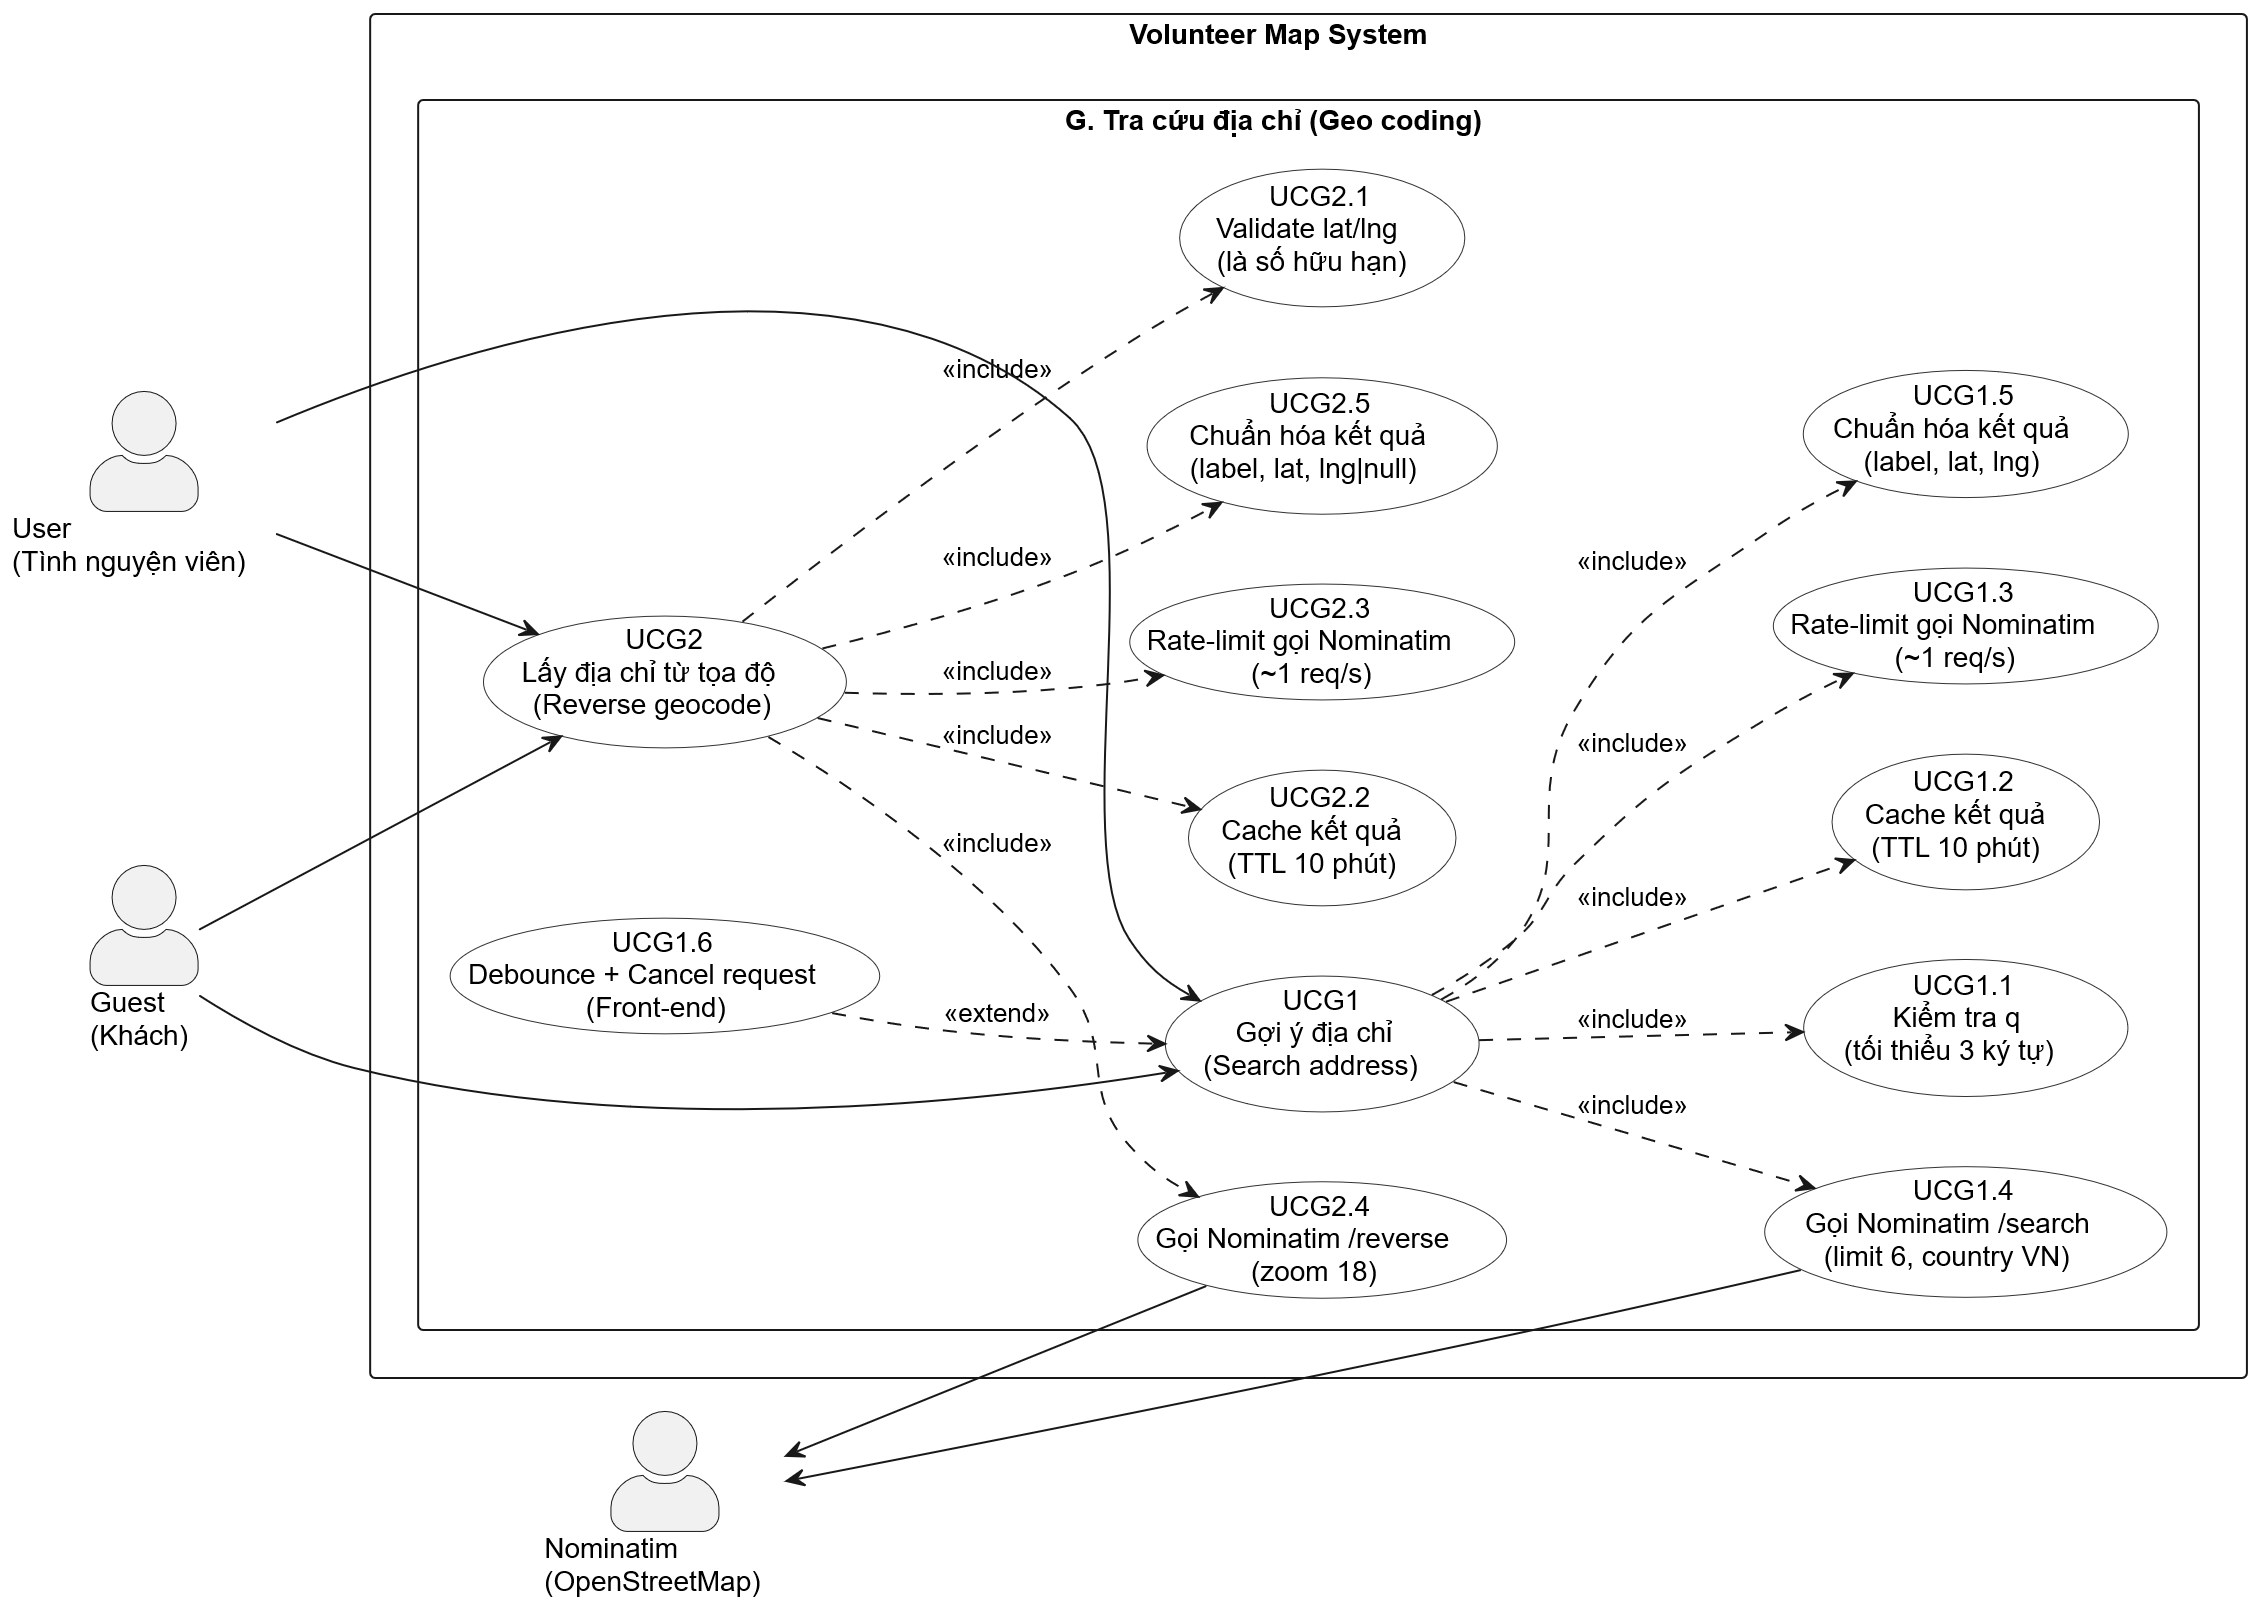 Volunteer Map System
G. Tra cứu địa chỉ (Geo coding)
UCG2.1
Validate lat/lng
(là số hữu hạn)
«include»
UCG2.5
Chuẩn hóa kết quả
(label, lat, lng|null)
UCG1.5
Chuẩn hóa kết quả
(label, lat, lng)
User
(Tình nguyện viên)
«include»
«include»
UCG2.3
Rate-limit gọi Nominatim
(~1 req/s)
UCG1.3
Rate-limit gọi Nominatim
(~1 req/s)
UCG2
Lấy địa chỉ từ tọa độ
(Reverse geocode)
«include»
«include»
«include»
UCG2.2
Cache kết quả
(TTL 10 phút)
UCG1.2
Cache kết quả
(TTL 10 phút)
«include»
«include»
Guest
(Khách)
UCG1.6
Debounce + Cancel request
(Front-end)
«extend»
UCG1
Gợi ý địa chỉ
(Search address)
«include»
UCG1.1
Kiểm tra q
(tối thiểu 3 ký tự)
«include»
UCG2.4
Gọi Nominatim /reverse
(zoom 18)
UCG1.4
Gọi Nominatim /search
(limit 6, country VN)
Nominatim
(OpenStreetMap)